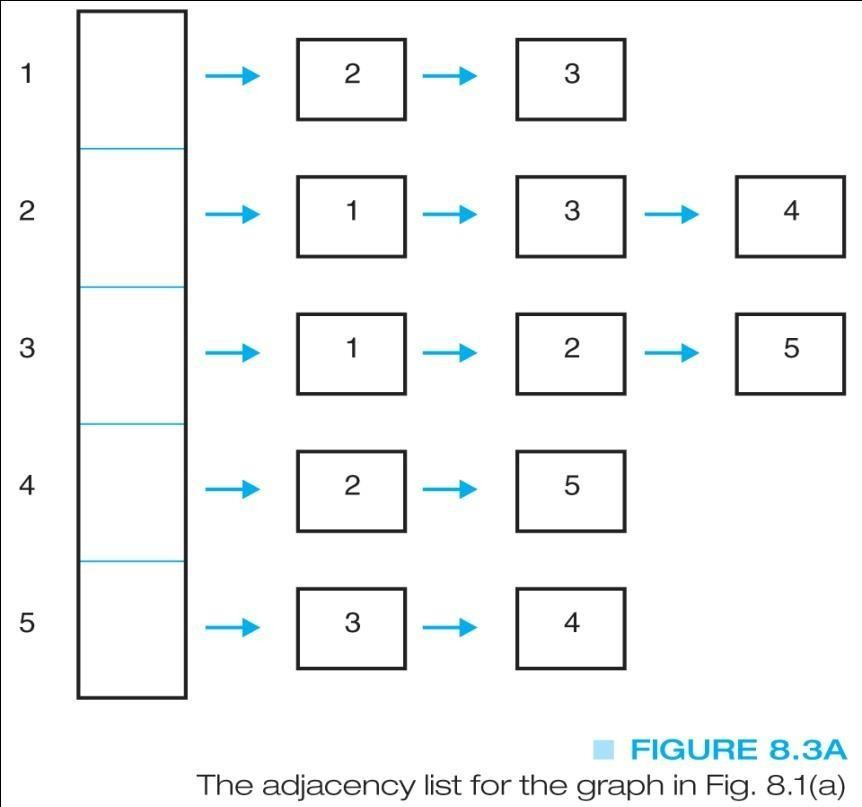 1 2 3
2 1 3 4
3 1 2 5
4 2 5
5 3 4
FIGURE 8.3A
The adjacency list for the graph in Fig. 8.1(a)